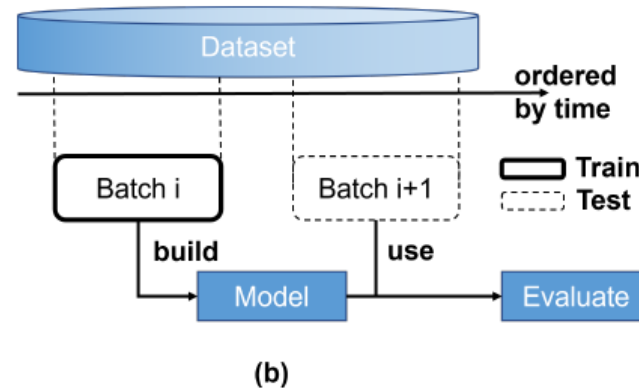 Dataset
ordered
by time
Batch i
Batch i+1
Train
Test
build
use
Model
Evaluate
(b)